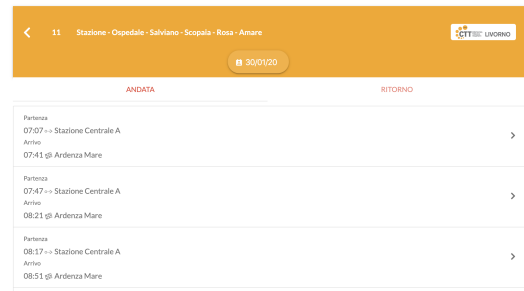 11 Stazione - Ospedale - Salviano - Scopaia - Rosa - Amare
CTT LIVORNO
30/01/20
ANDATA RITORNO
Partenza
07:07 Stazione Centrale A
Arrivo
07:41 Ardenza Mare
Partenza
07:47 Stazione Centrale A
Arrivo
08:21 Ardenza Mare
Partenza
08:17 Stazione Centrale A
Arrivo
08:51 Ardenza Mare